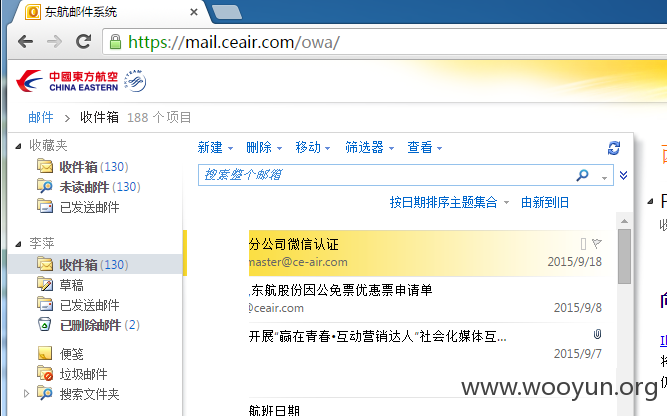 东航邮件系统
https://mail.ceair.com/owa/
中國東方航空
CHINA EASTERN
邮件 > 收件箱 188 个项目
收藏夹
收件箱 (130)
未读邮件 (130)
已发送邮件
李萍
收件箱 (130)
草稿
已发送邮件
已删除邮件 (2)
便笺
垃圾邮件
搜索文件夹
新建 删除 移动 筛选器 查看
搜索整个邮箱
按日期排序主题集合 由新到旧
分公司微信认证
master@ce-air.com 2015/9/18
东航股份因公免票优惠票申请单
@ceair.com 2015/9/8
开展“赢在青春•互动营销达人”社会化媒体互...
2015/9/7
航班日期
www.wooyun.org